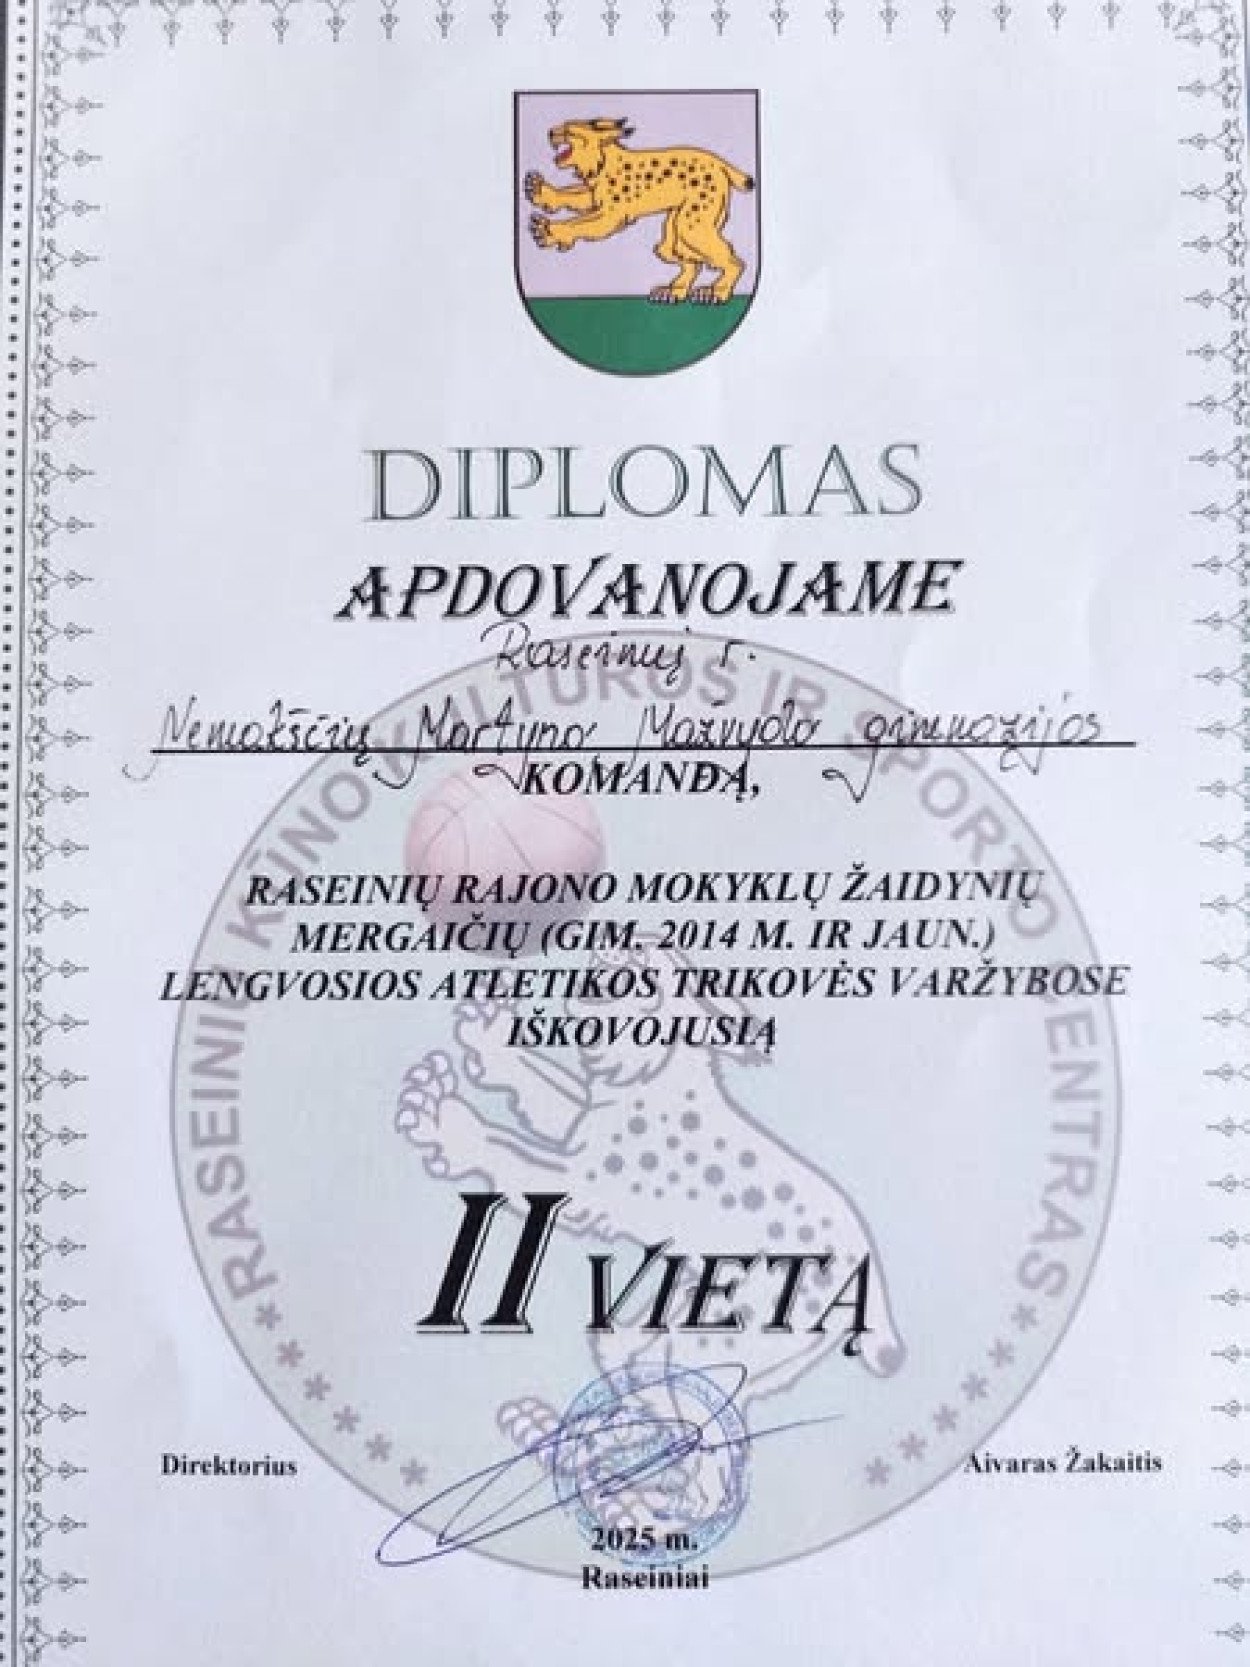 DIPLOMAS
APDOVANOJAME
Raseinių r.
Nemakščių Martyno Mažvydo gimnazijos
KOMANDĄ,
RASEINIŲ RAJONO MOKYKLŲ ŽAIDYNIŲ
MERGAIČIŲ (GIM. 2014 M. IR JAUN.)
LENGVOSIOS ATLETIKOS TRIKOVĖS VARŽYBOSE
IŠKOVOJUSIĄ
II VIETĄ
Direktorius
Aivaras Žakaitis
2025 m.
Raseiniai
RASEINIŲ KŪNO KULTŪROS IR SPORTO CENTRAS